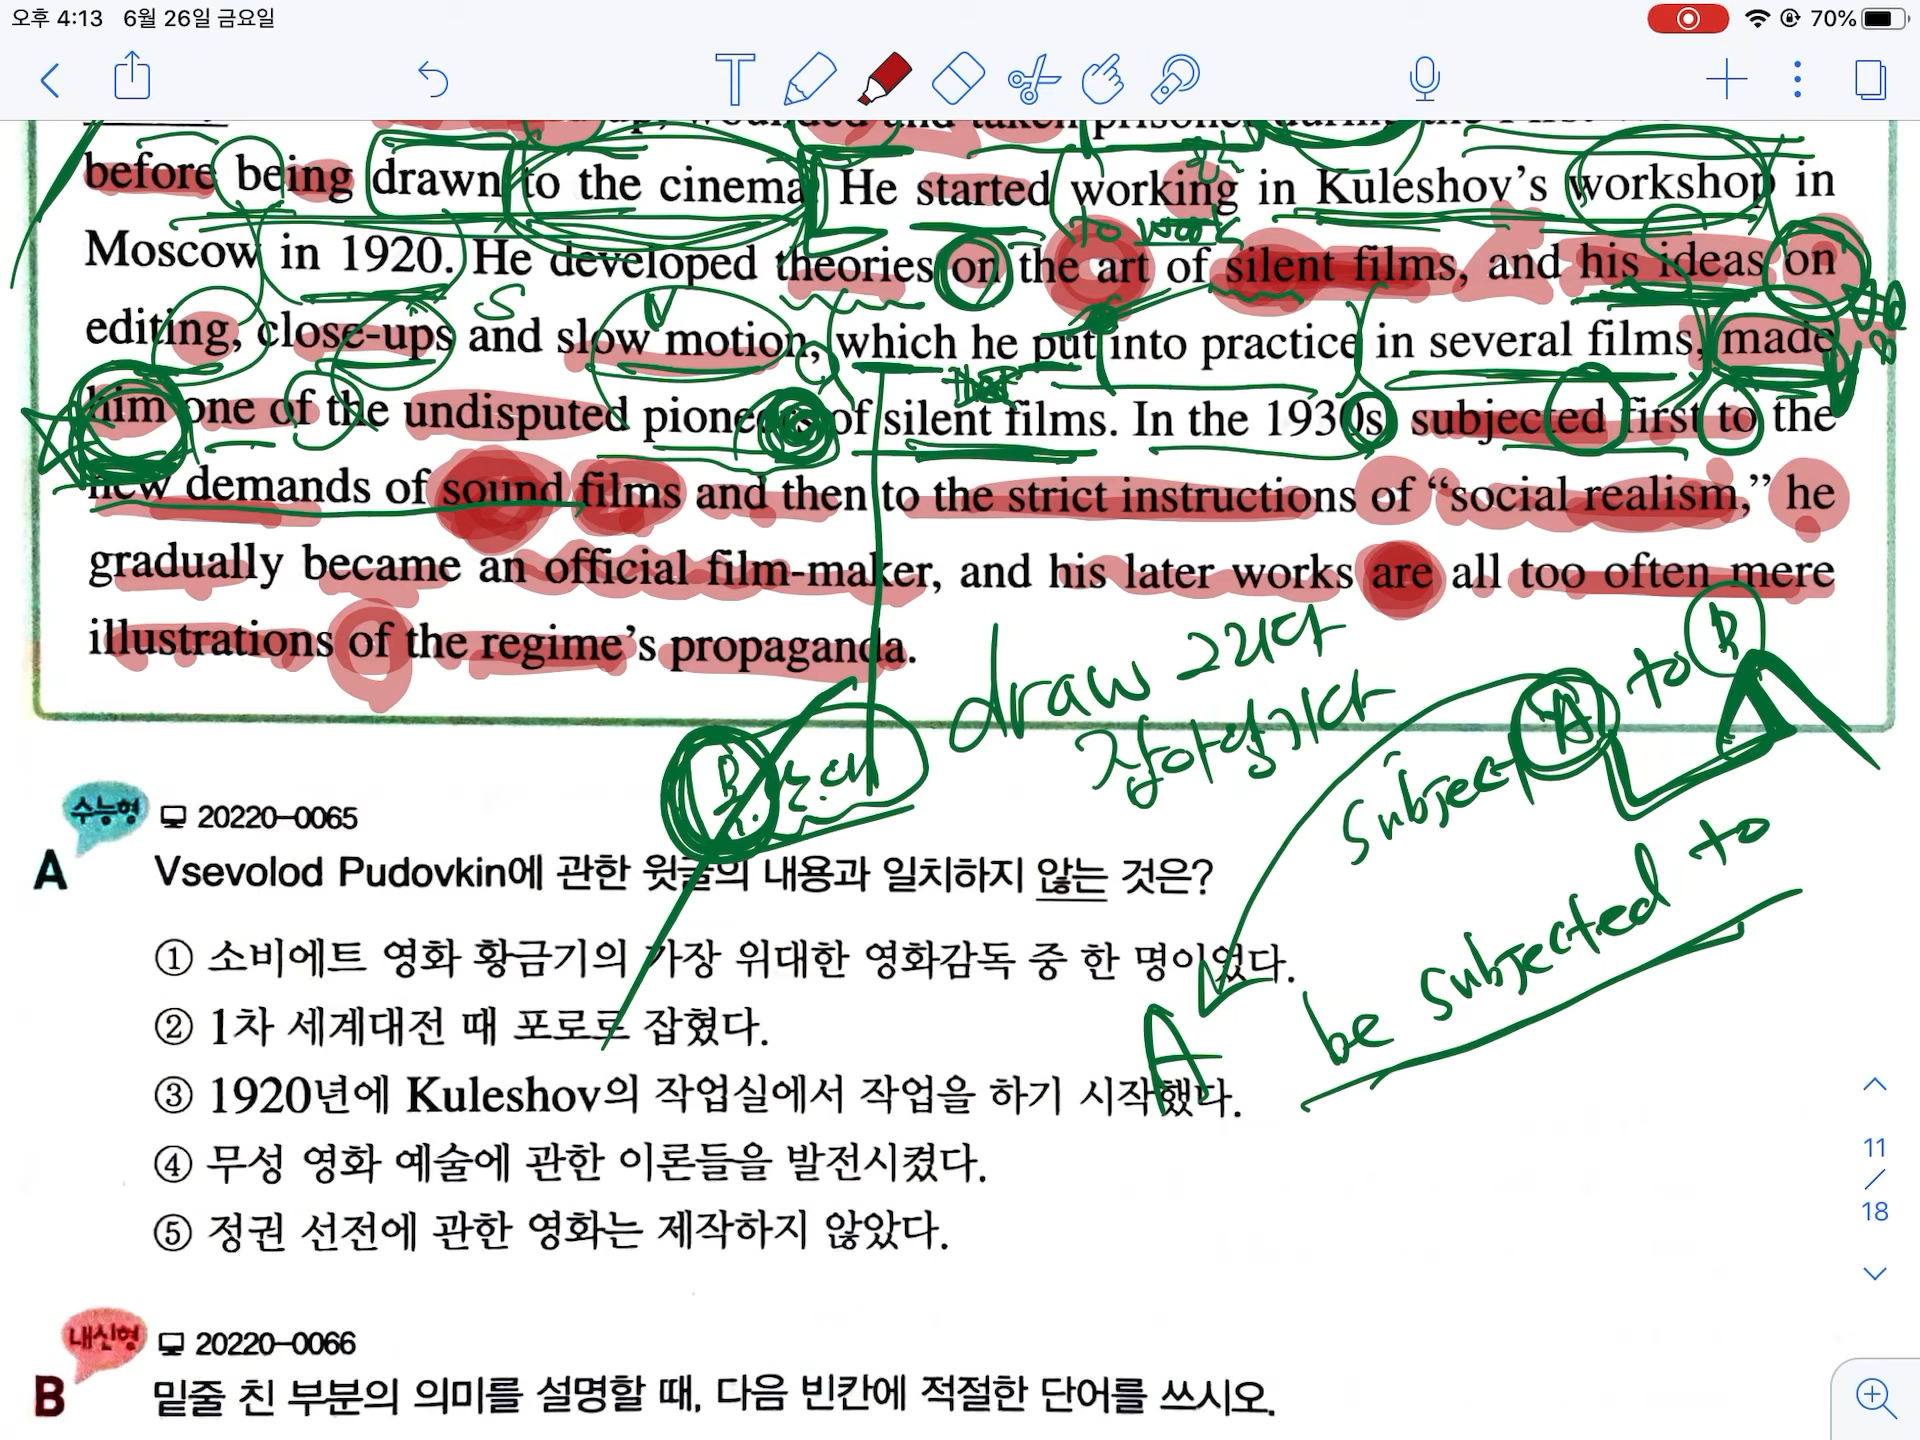 오후 4:13 6월 26일 금요일 70%
up, wounded and taken prisoner during the First
before being drawn to the cinema. He started working in Kuleshov's workshop in
to work
Moscow in 1920. He developed theories on the art of silent films, and his ideas on
S V
editing, close-ups and slow motion, which he put into practice in several films, made
that
him one of the undisputed pioneers of silent films. In the 1930s, subjected first to the
new demands of sound films and then to the strict instructions of “social realism,” he
gradually became an official film-maker, and his later works are all too often mere
illustrations of the regime's propaganda.
draw 그리다
잡아당기다
Subject A to B
be subjected to
A
수능형 20220-0065
A Vsevolod Pudovkin에 관한 윗글의 내용과 일치하지 않는 것은?
① 소비에트 영화 황금기의 가장 위대한 영화감독 중 한 명이었다.
② 1차 세계대전 때 포로로 잡혔다.
③ 1920년에 Kuleshov의 작업실에서 작업을 하기 시작했다.
④ 무성 영화 예술에 관한 이론들을 발전시켰다.
⑤ 정권 선전에 관한 영화는 제작하지 않았다.
11
/
18
내신형 20220-0066
B 밑줄 친 부분의 의미를 설명할 때, 다음 빈칸에 적절한 단어를 쓰시오.